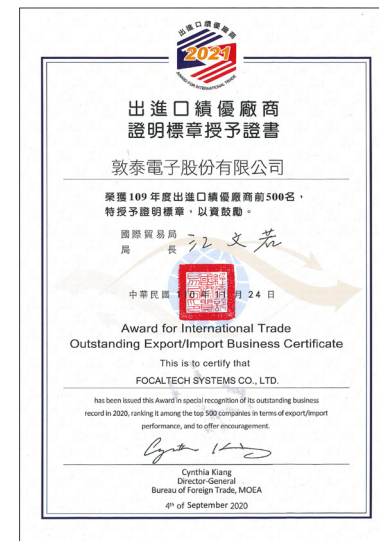 出進口績優廠商
2021
AWARD FOR INTERNATIONAL TRADE
出進口績優廠商
證明標章授予證書
敦泰電子股份有限公司
榮獲109年度出進口績優廠商前500名，
特授予證明標章，以資鼓勵。
國際貿易局
局 長 江文若
中華民國 110 年 11 月 24 日
Award for International Trade
Outstanding Export/Import Business Certificate
This is to certify that
FOCALTECH SYSTEMS CO., LTD.
has been issued this Award in special recognition of its outstanding business
record in 2020, ranking it among the top 500 companies in terms of export/import
performance, and to offer encouragement.
Cynthia Kiang
Director-General
Bureau of Foreign Trade, MOEA
4th of September 2020